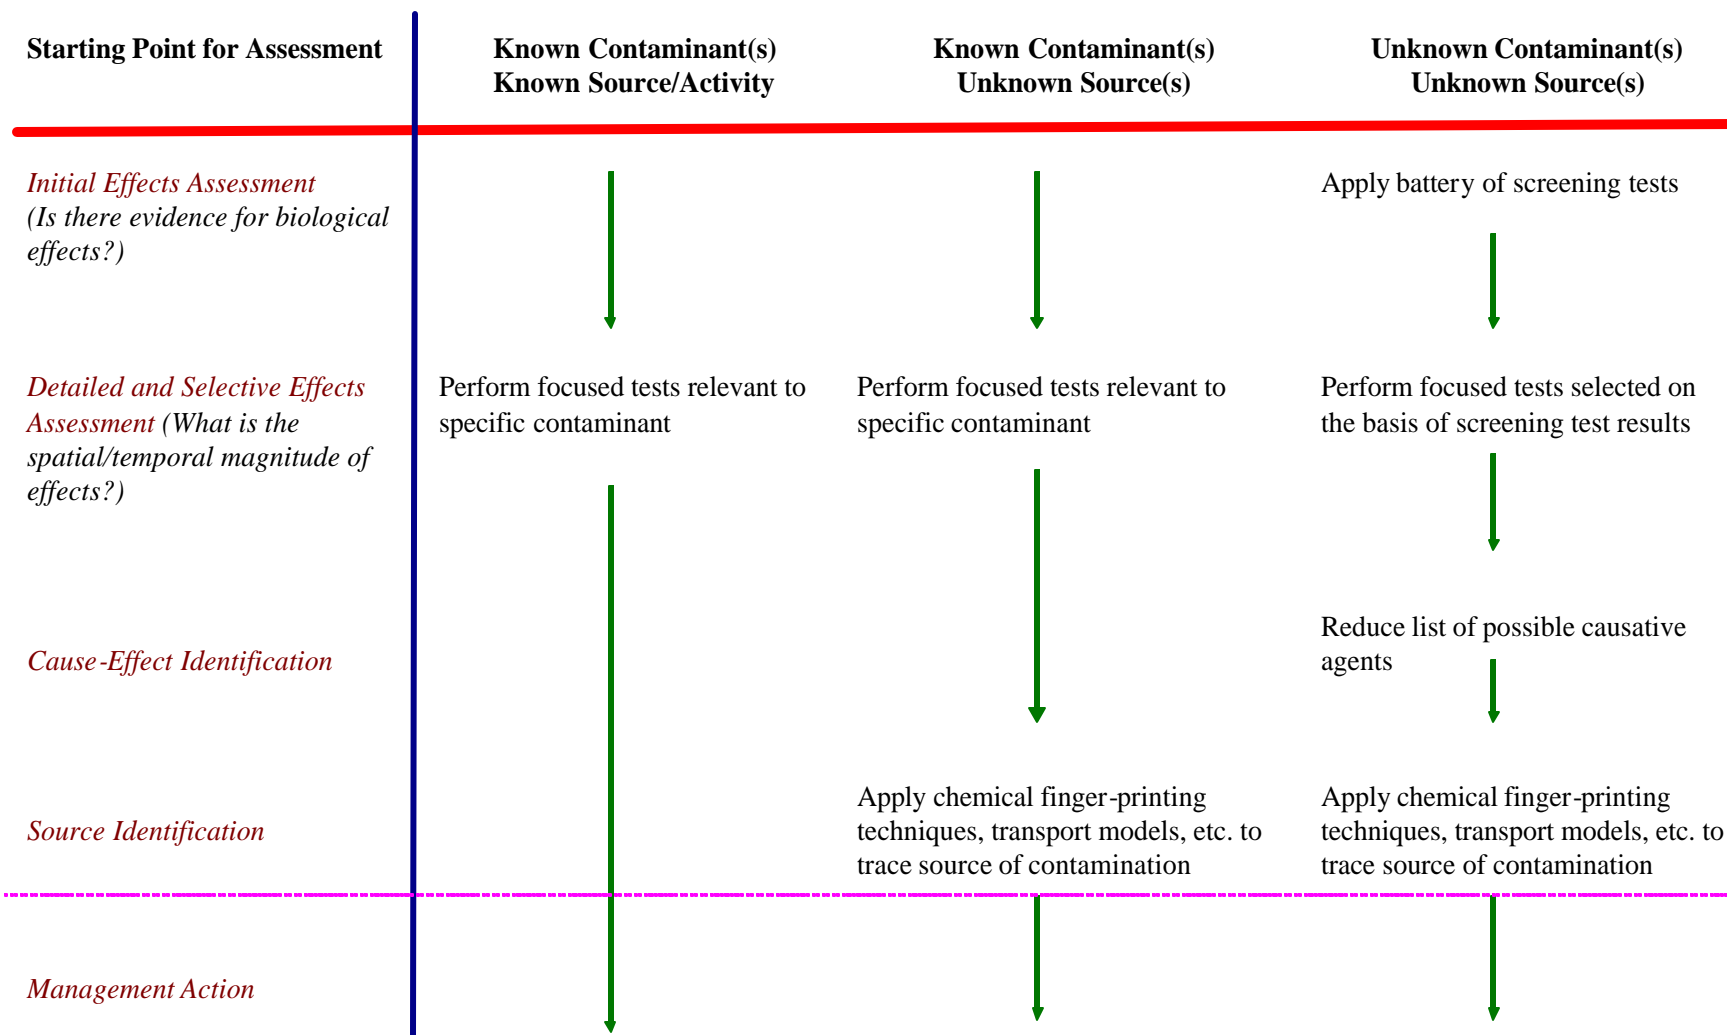 Starting Point for Assessment
Known Contaminant(s)
Known Source/Activity
Known Contaminant(s)
Unknown Source(s)
Unknown Contaminant(s)
Unknown Source(s)
Initial Effects Assessment
(Is there evidence for biological
effects?)
Apply battery of screening tests
Detailed and Selective Effects
Assessment (What is the
spatial/temporal magnitude of
effects?)
Perform focused tests relevant to
specific contaminant
Perform focused tests relevant to
specific contaminant
Perform focused tests selected on
the basis of screening test results
Cause-Effect Identification
Reduce list of possible causative
agents
Source Identification
Apply chemical finger-printing
techniques, transport models, etc. to
trace source of contamination
Apply chemical finger-printing
techniques, transport models, etc. to
trace source of contamination
Management Action